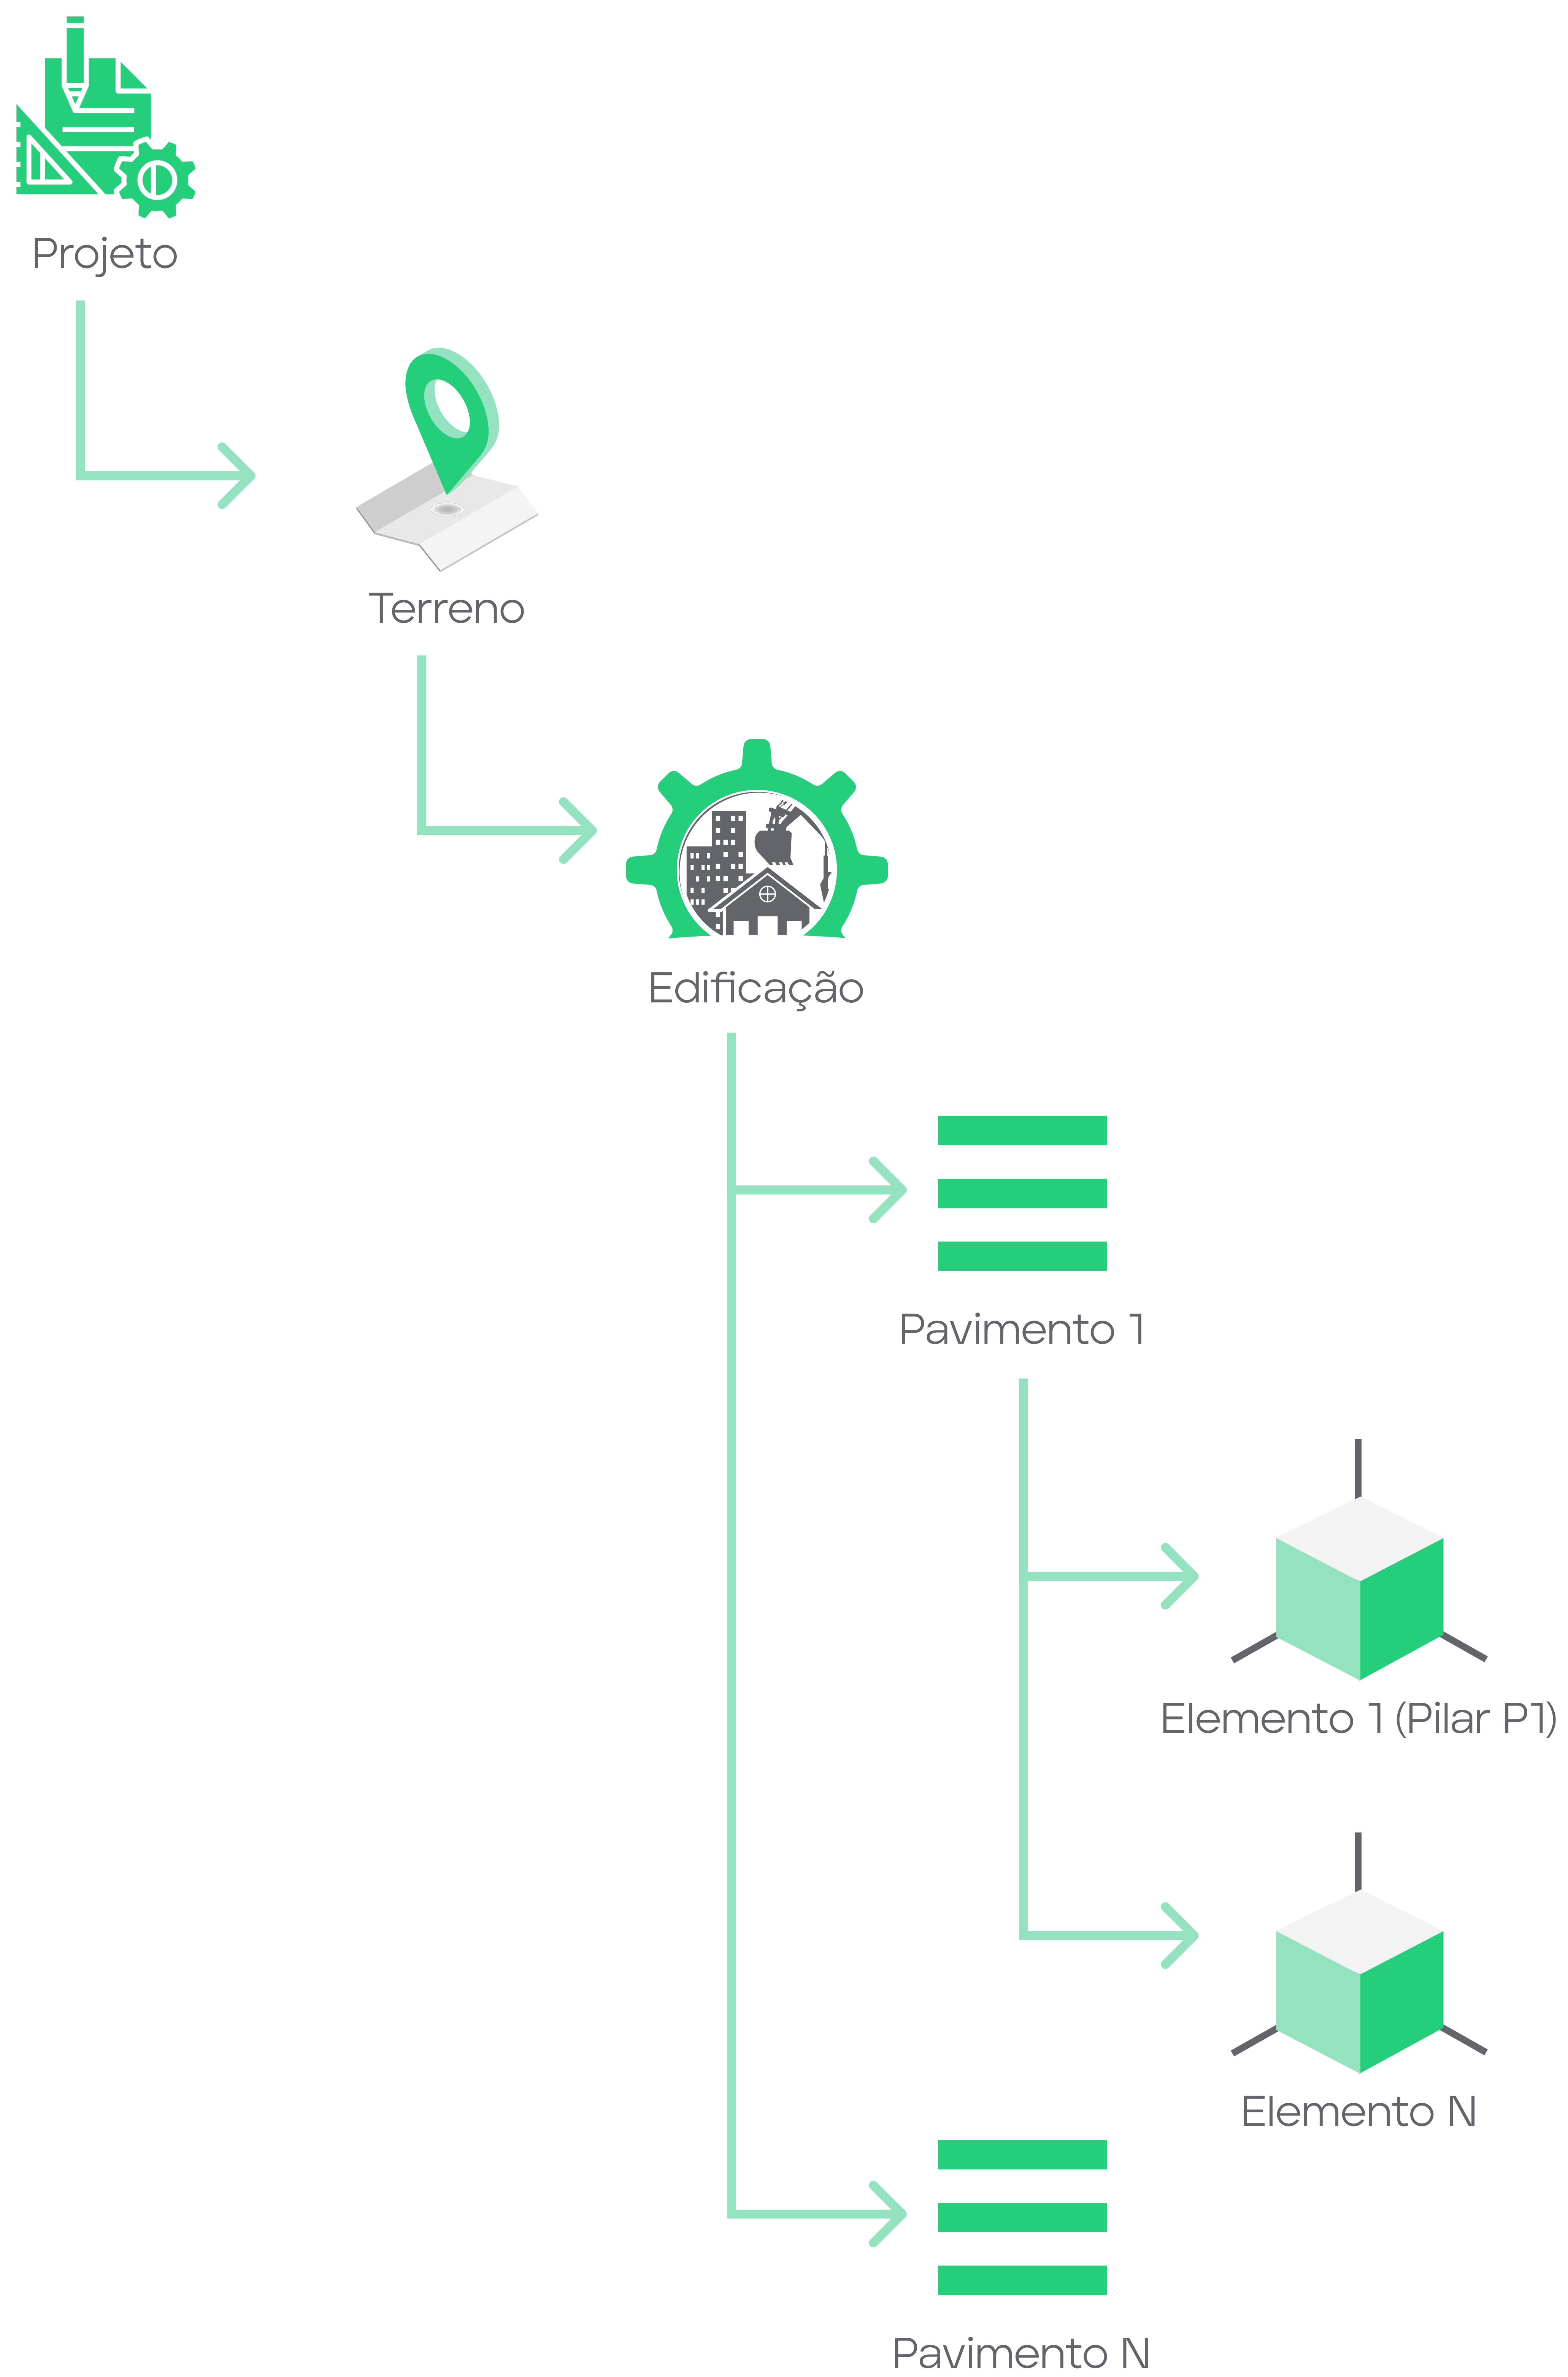 Projeto
Terreno
Edificação
Pavimento 1
Elemento 1 (Pilar P1)
Elemento N
Pavimento N